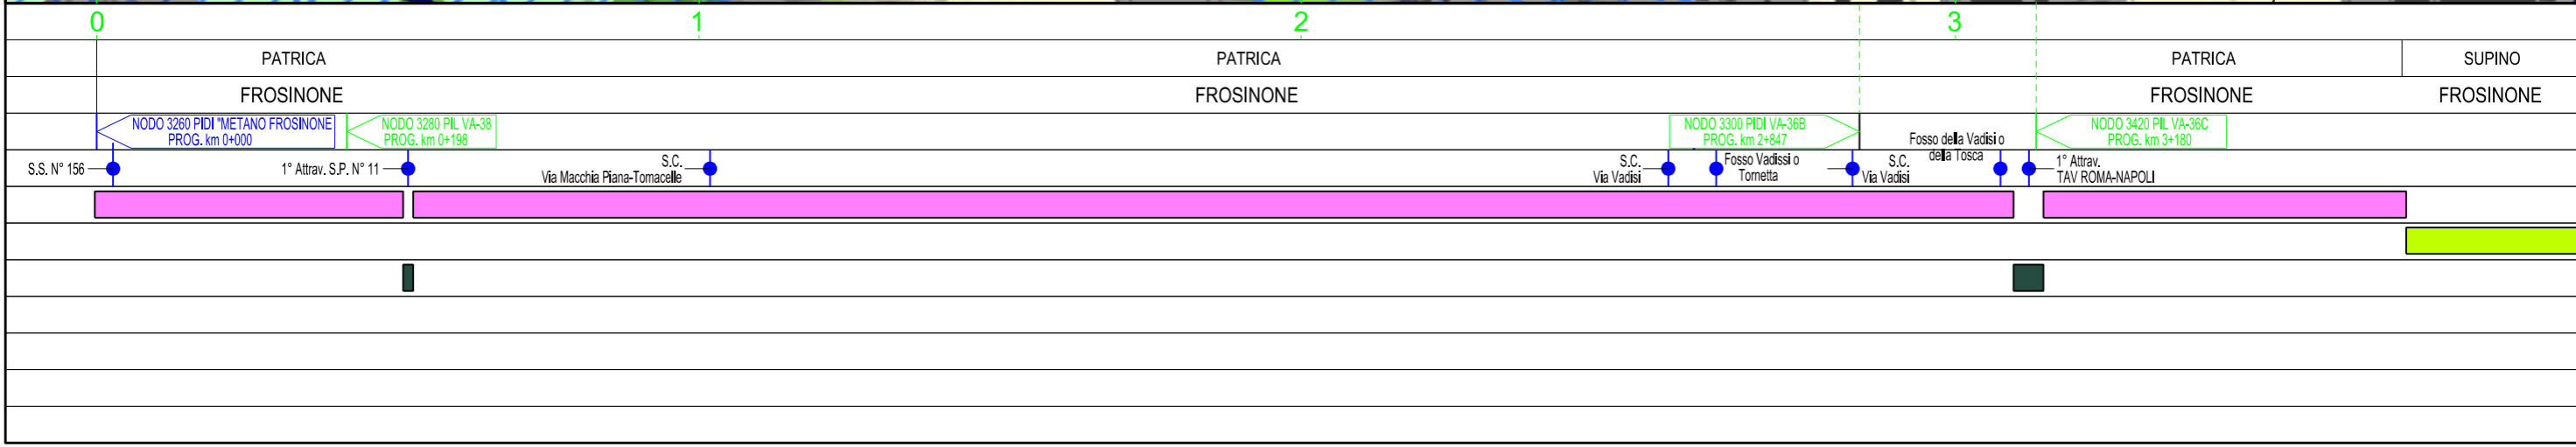 0 1 2 3
PATRICA PATRICA PATRICA SUPINO
FROSINONE FROSINONE FROSINONE FROSINONE
NODO 3260 PIDI "METANO FROSINONE
PROG. km 0+000
NODO 3280 PIL VA-38
PROG. km 0+198
NODO 3300 PIDI VA-36B
PROG. km 2+847
NODO 3420 PIL VA-36C
PROG. km 3+180
S.S. N° 156
1° Attrav. S.P. N° 11
S.C.
Via Macchia Piana-Tomacelle
S.C.
Via Vadisi
Fosso Vadissi o
Tornetta
S.C.
Via Vadisi
Fosso della Vadisi o
della Tosca
1° Attrav.
TAV ROMA-NAPOLI